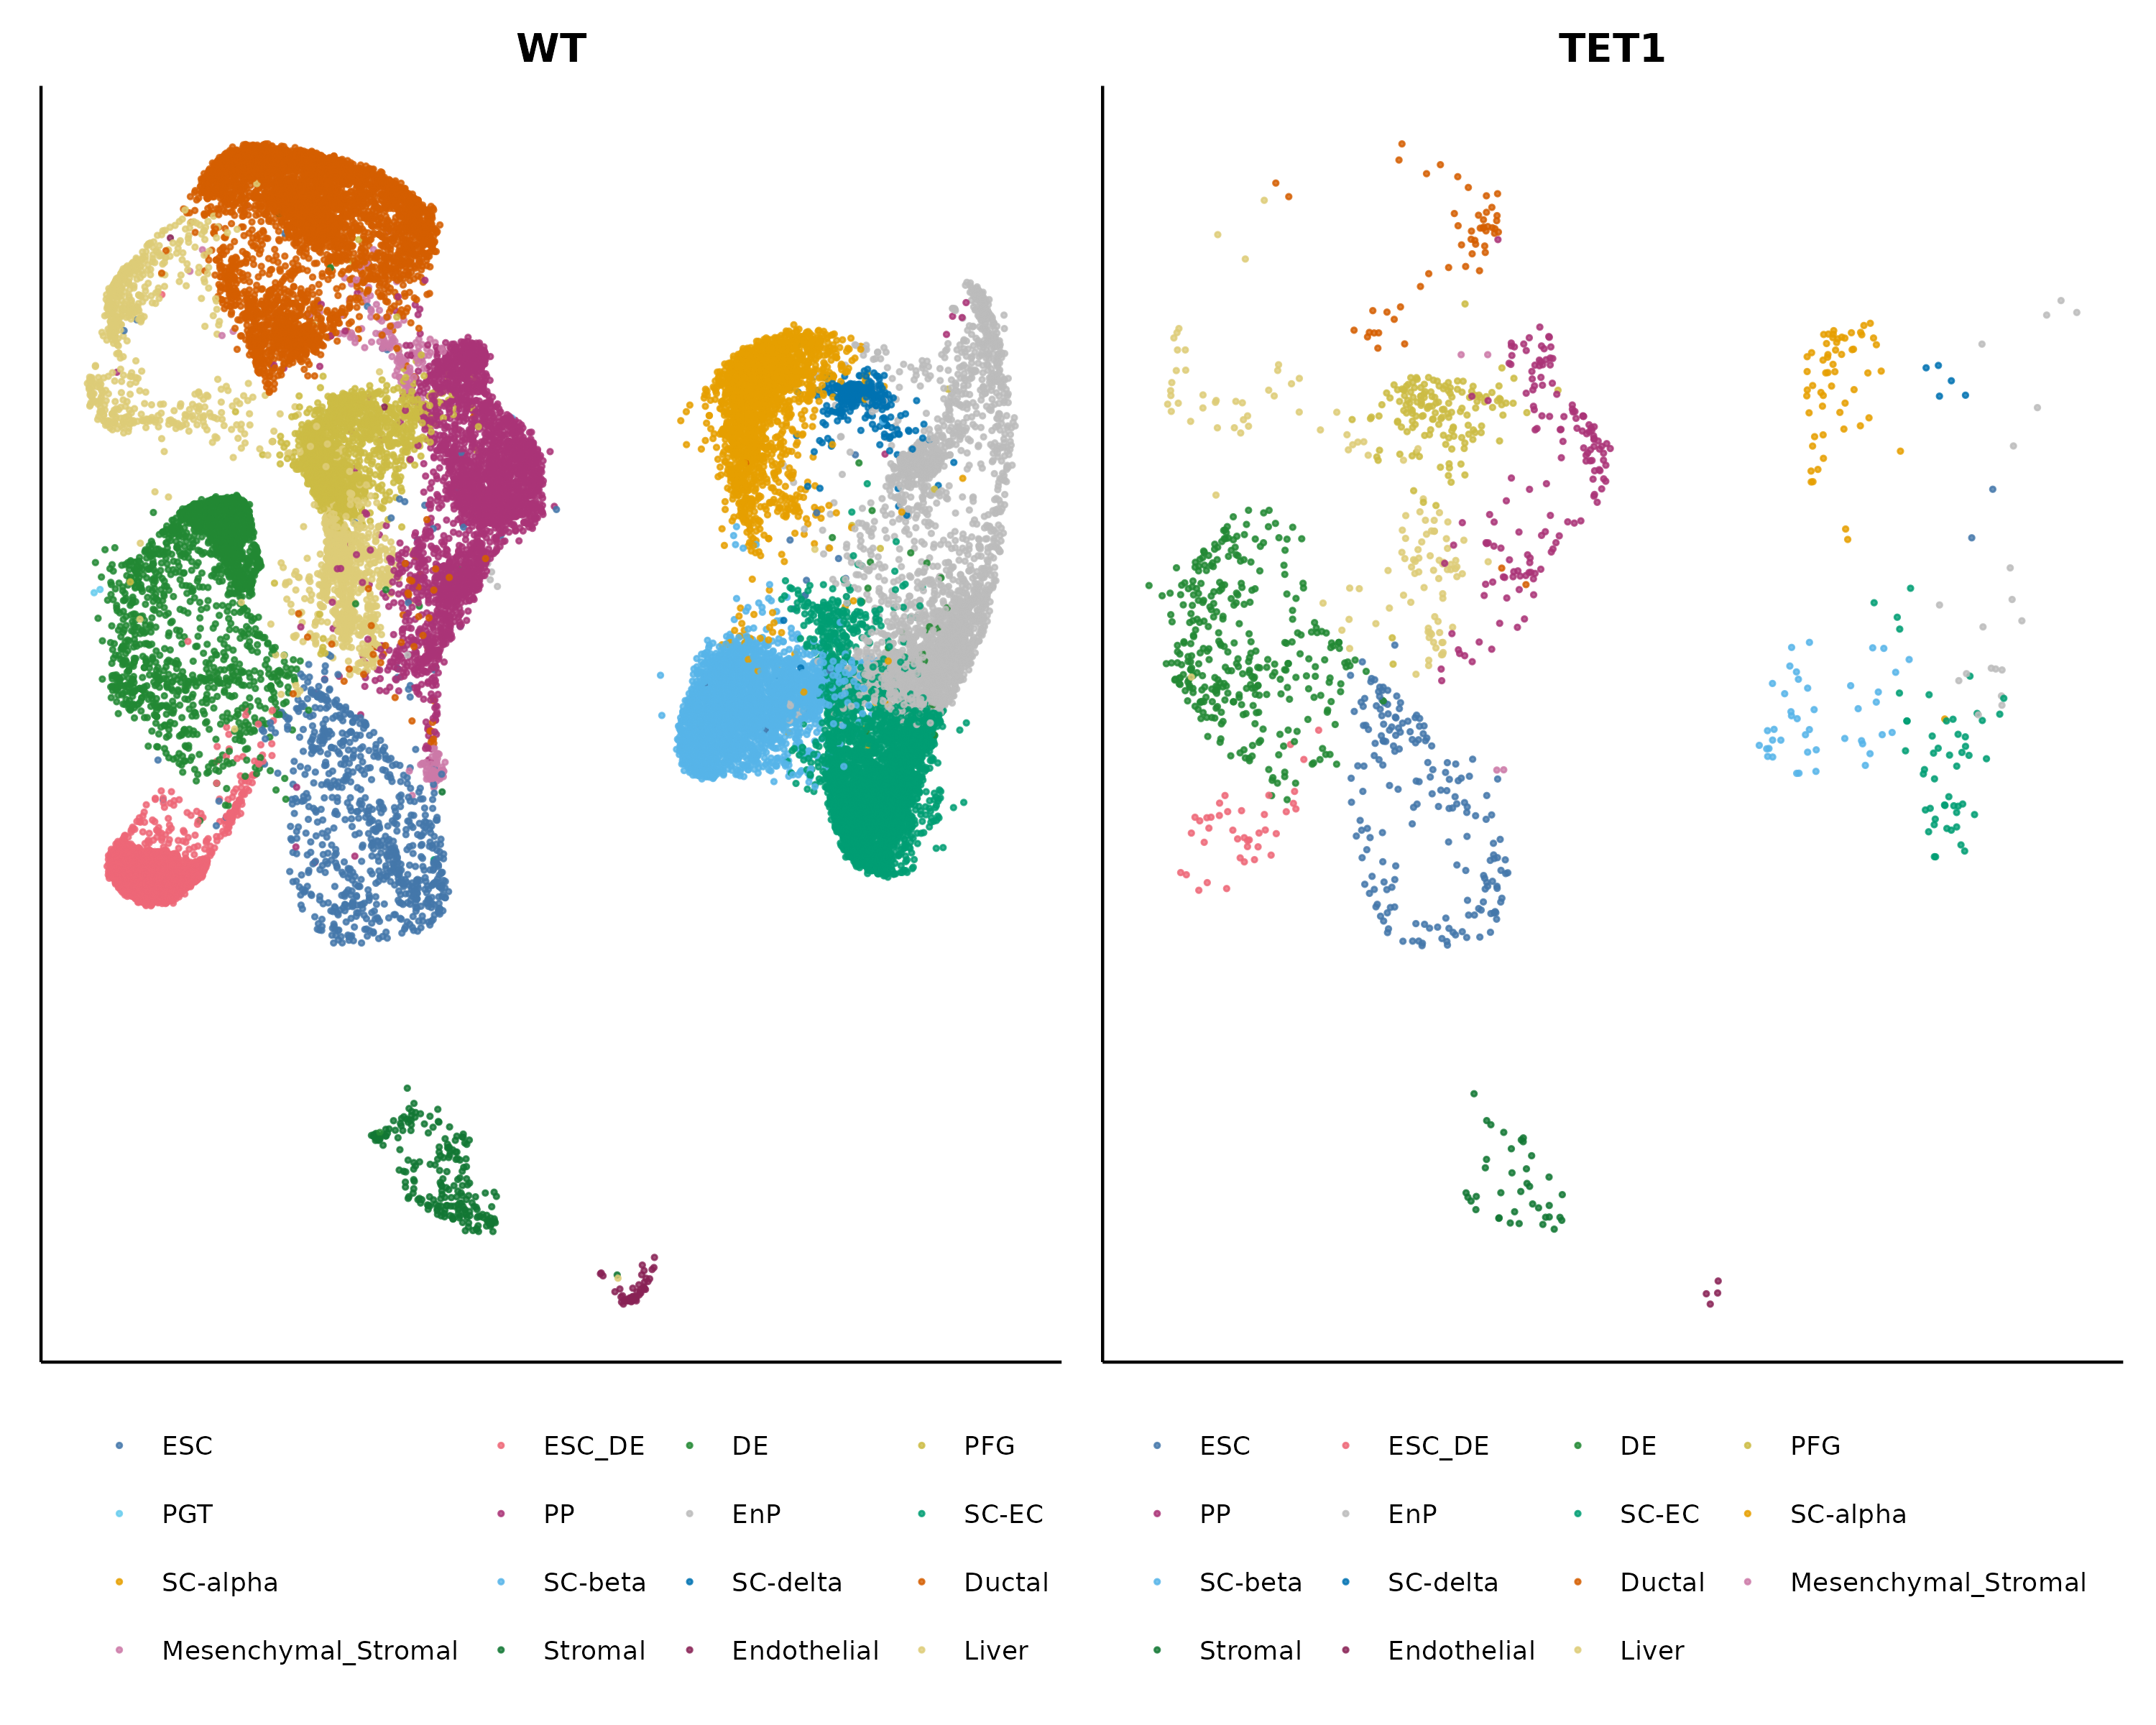 WT
TET1
ESC ESC_DE DE PFG
PGT PP EnP SC-EC
SC-alpha SC-beta SC-delta Ductal
Mesenchymal_Stromal Stromal Endothelial Liver
ESC ESC_DE DE PFG
PP EnP SC-EC SC-alpha
SC-beta SC-delta Ductal Mesenchymal_Stromal
Stromal Endothelial Liver